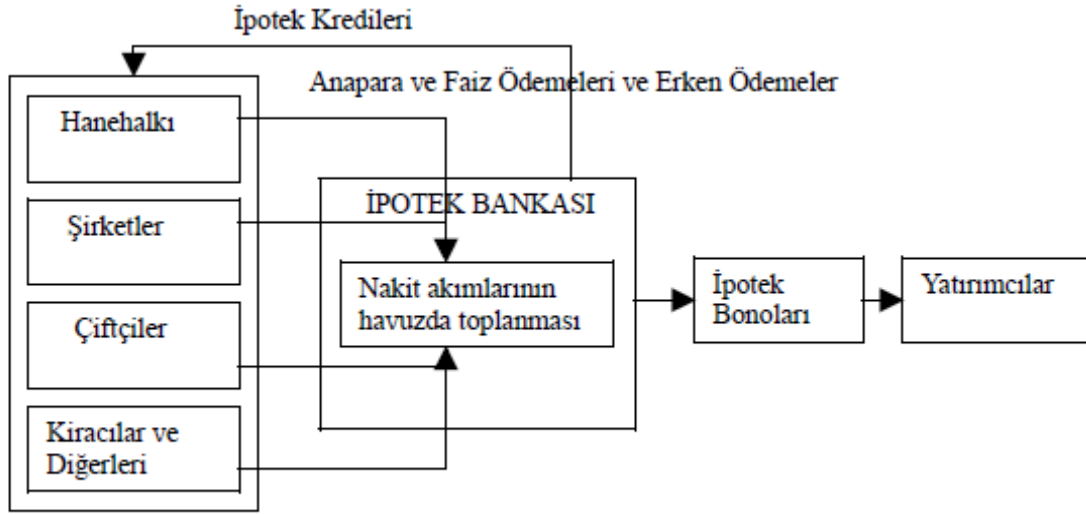 İpotek Kredileri
Anapara ve Faiz Ödemeleri ve Erken Ödemeler
Hanehalkı
Şirketler
Çiftçiler
Kiracılar ve
Diğerleri
İPOTEK BANKASI
Nakit akımlarının
havuzda toplanması
İpotek
Bonoları
Yatırımcılar